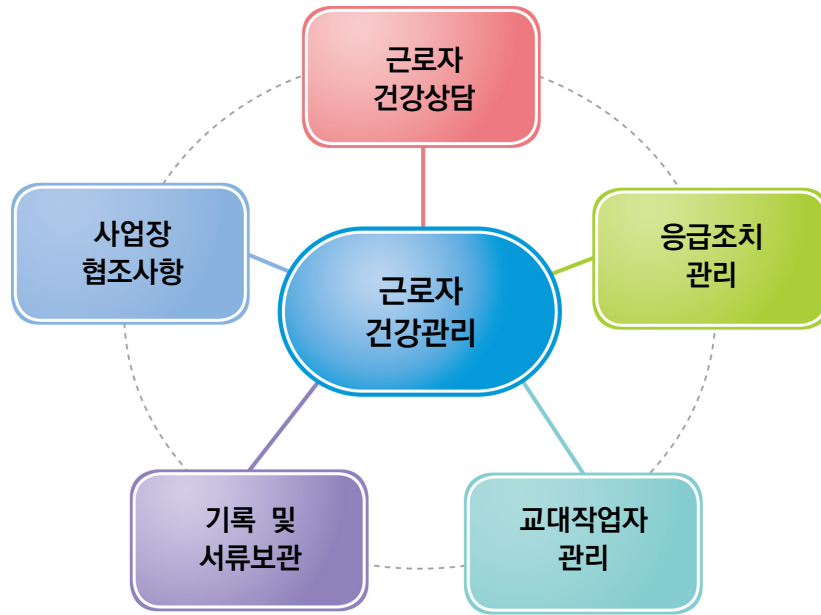 근로자
건강상담
사업장
협조사항
응급조치
관리
근로자
건강관리
기록 및
서류보관
교대작업자
관리